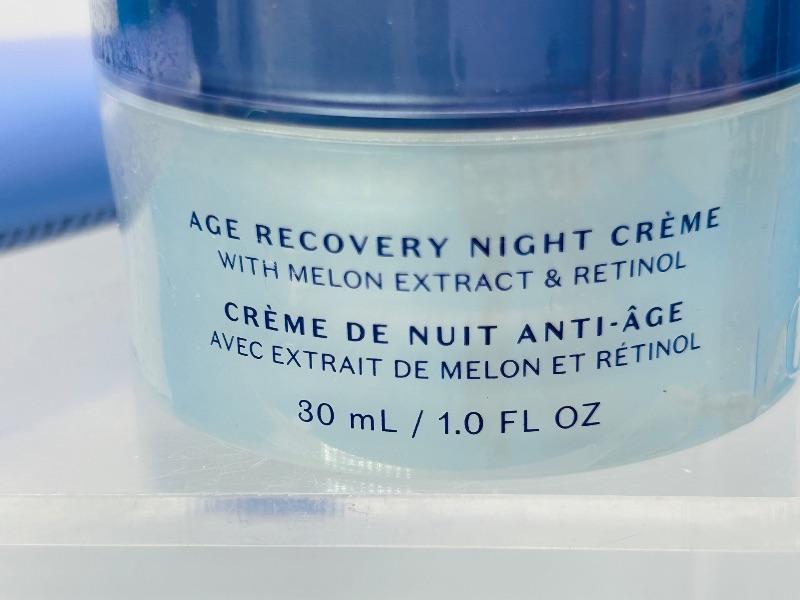 AGE RECOVERY NIGHT CRÈME
WITH MELON EXTRACT & RETINOL
CRÈME DE NUIT ANTI-ÂGE
AVEC EXTRAIT DE MELON ET RÉTINOL
30 mL / 1.0 FL OZ